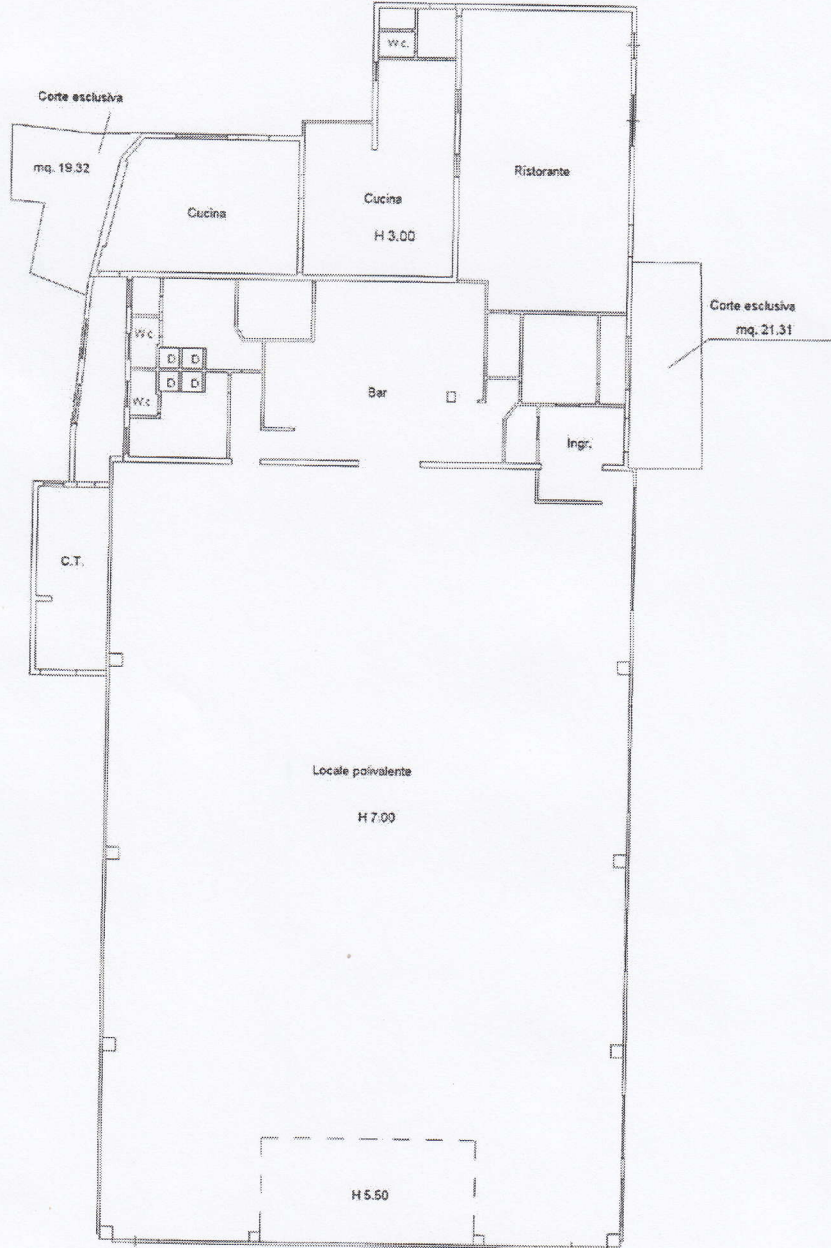 W c.
Corte esclusiva
mq. 19.32
Ristorante
Cucina
Cucina
H 3.00
Corte esclusiva
mq. 21.31
W c.
D D
D D
W c.
Bar
Ingr.
C.T.
Locale polivalente
H 7.00
H 5.50